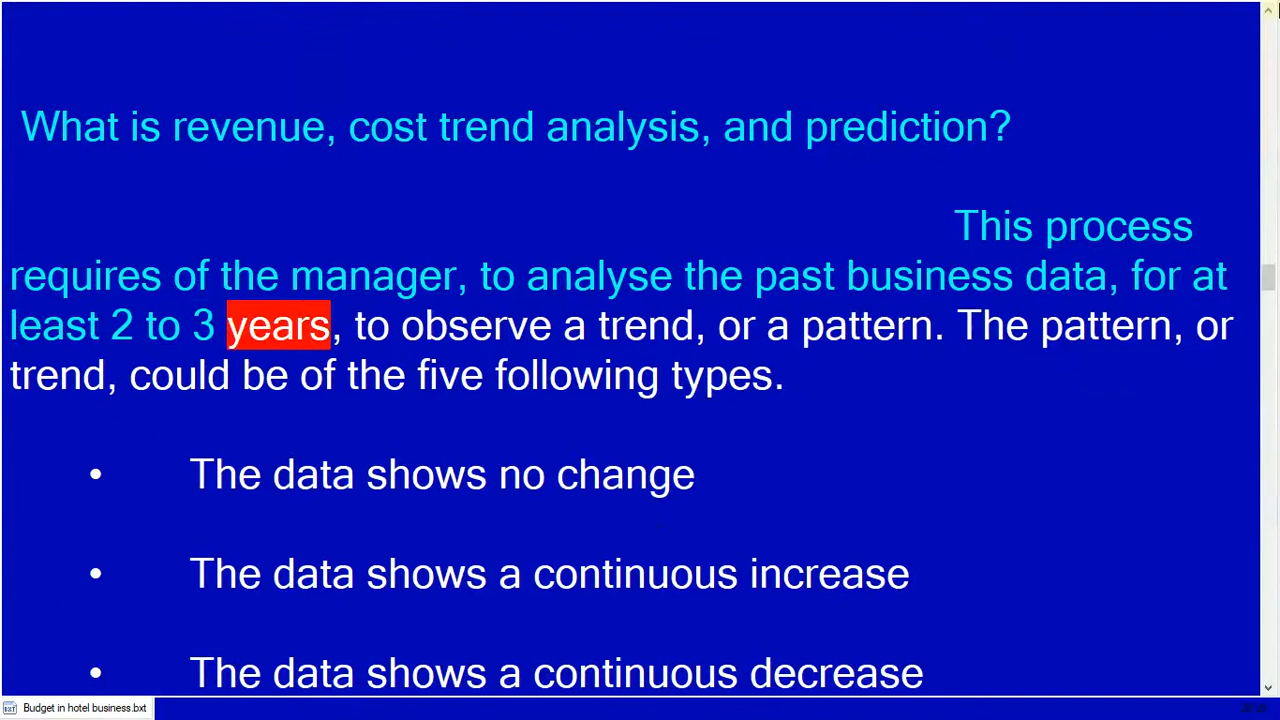 What is revenue, cost trend analysis, and prediction?
This process
requires of the manager, to analyse the past business data, for at
least 2 to 3 years, to observe a trend, or a pattern. The pattern, or
trend, could be of the five following types.
• The data shows no change
• The data shows a continuous increase
• The data shows a continuous decrease
Budget in hotel business.bxt